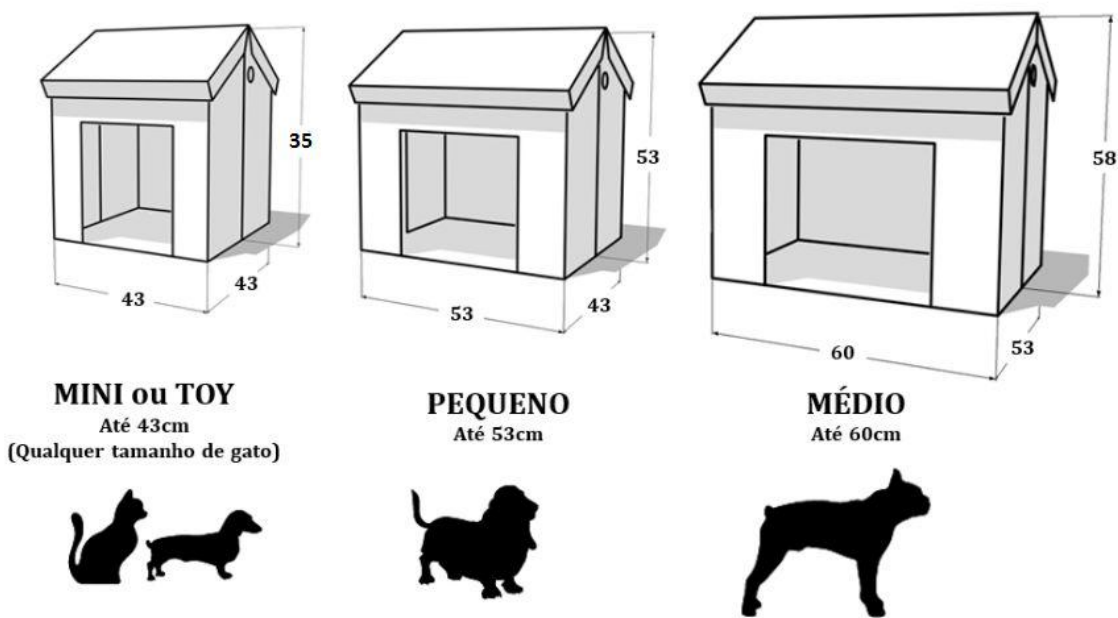 35
43
43
MINI ou TOY
Até 43cm
(Qualquer tamanho de gato)
53
53
43
PEQUENO
Até 53cm
58
60
53
MÉDIO
Até 60cm